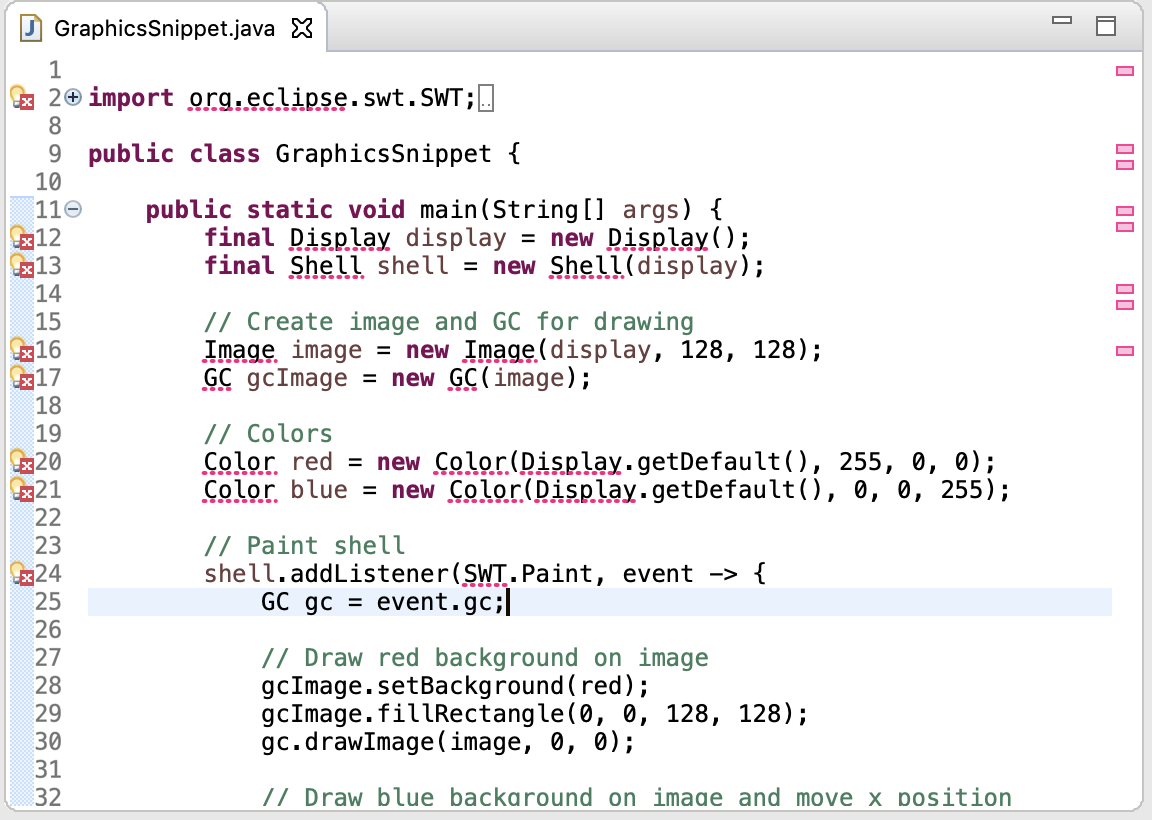 GraphicsSnippet.java
1
2 import org.eclipse.swt.SWT;..
8
9 public class GraphicsSnippet {
10
11     public static void main(String[] args) {
12         final Display display = new Display();
13         final Shell shell = new Shell(display);
14
15         // Create image and GC for drawing
16         Image image = new Image(display, 128, 128);
17         GC gcImage = new GC(image);
18
19         // Colors
20         Color red = new Color(Display.getDefault(), 255, 0, 0);
21         Color blue = new Color(Display.getDefault(), 0, 0, 255);
22
23         // Paint shell
24         shell.addListener(SWT.Paint, event -> {
25             GC gc = event.gc;
26
27             // Draw red background on image
28             gcImage.setBackground(red);
29             gcImage.fillRectangle(0, 0, 128, 128);
30             gc.drawImage(image, 0, 0);
31
32             // Draw blue background on image and move x position